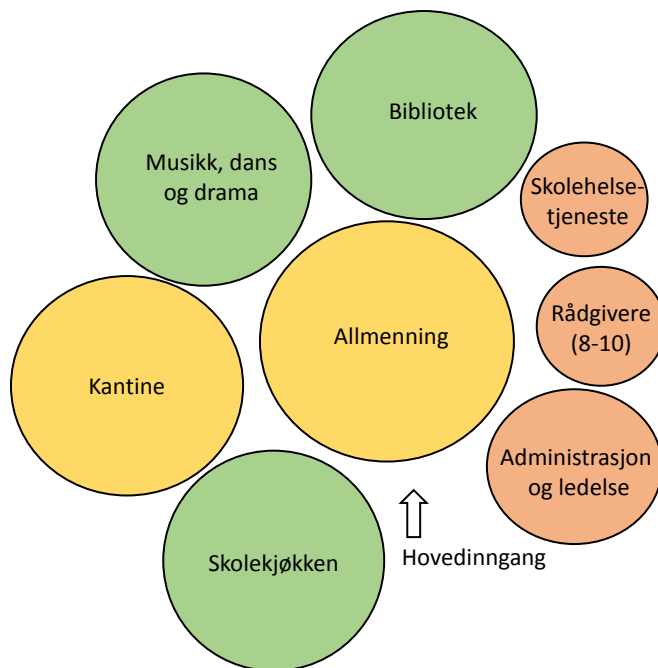 Bibliotek
Musikk, dans
og drama
Skolehelse-
tjeneste
Allmenning
Rådgivere
(8-10)
Kantine
Administrasjon
og ledelse
Skolekjøkken
Hovedinngang